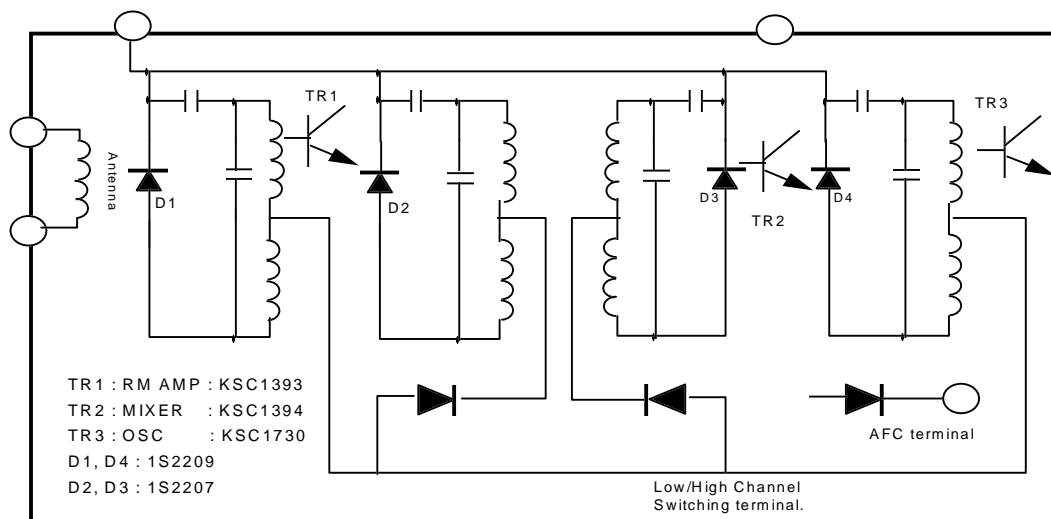 TR1
TR3
Antenna
D1
D2
D3
D4
TR2
TR1 : RM AMP : KSC1393
TR2 : MIXER : KSC1394
TR3 : OSC : KSC1730
D1, D4 : 1S2209
D2, D3 : 1S2207
AFC terminal
Low/High Channel
Switching terminal.